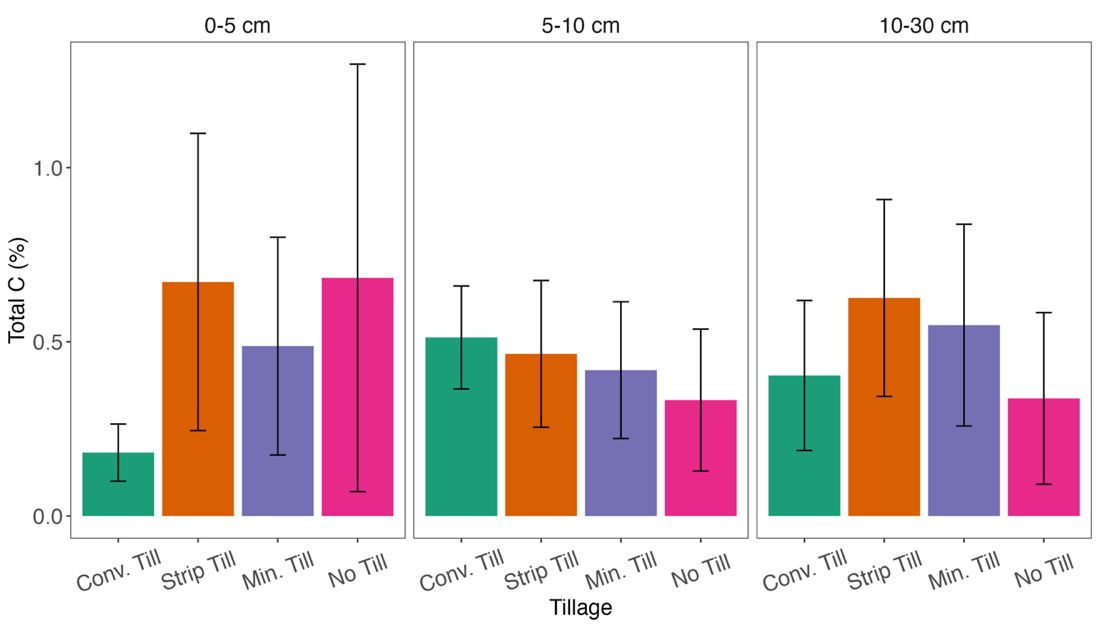 0-5 cm 5-10 cm 10-30 cm
Total C (%)
1.0
0.5
0.0
Conv. Till Strip Till Min. Till No Till Conv. Till Strip Till Min. Till No Till Conv. Till Strip Till Min. Till No Till
Tillage